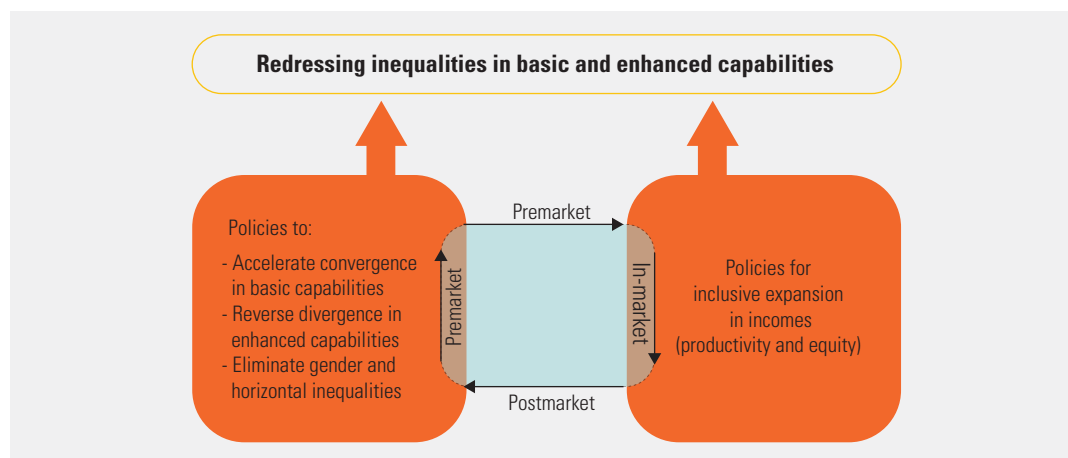 Redressing inequalities in basic and enhanced capabilities
Policies to:
- Accelerate convergence
in basic capabilities
- Reverse divergence in
enhanced capabilities
- Eliminate gender and
horizontal inequalities
Premarket
Premarket
In-market
Postmarket
Policies for
inclusive expansion
in incomes
(productivity and equity)